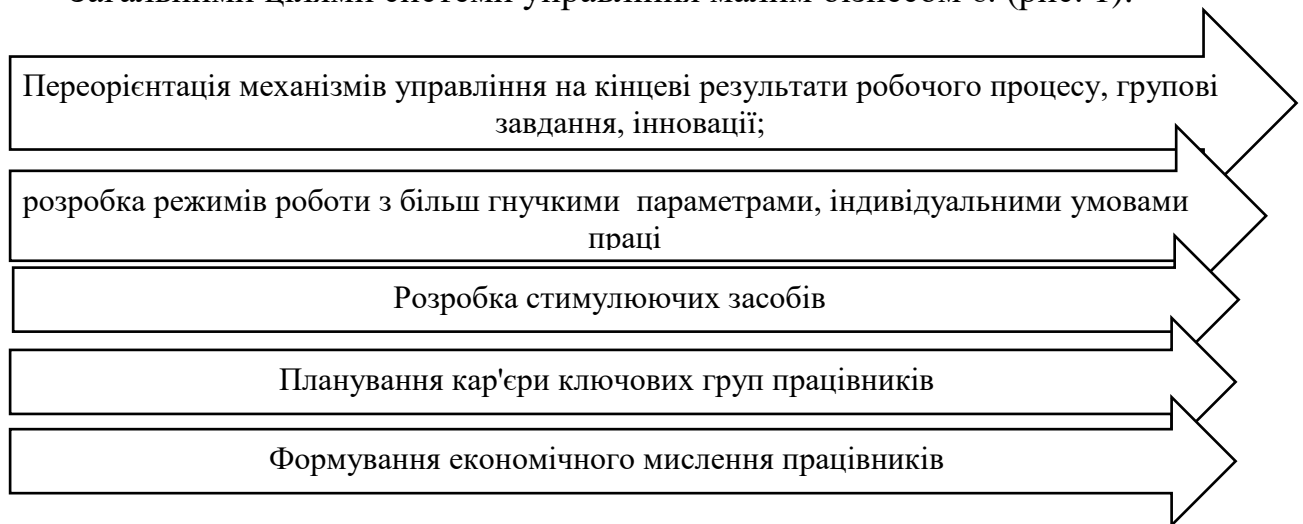 Загальними цілями системи управління малим бізнесом є: (рис. 1):
Переорієнтація механізмів управління на кінцеві результати робочого процесу, групові
завдання, інновації;
розробка режимів роботи з більш гнучкими параметрами, індивідуальними умовами
праці
Розробка стимулюючих засобів
Планування кар'єри ключових груп працівників
Формування економічного мислення працівників